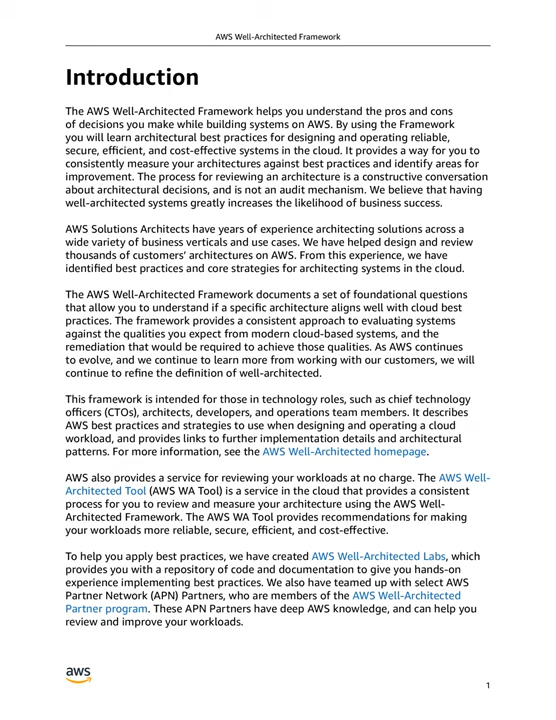 AWS Well-Architected Framework
Introduction
The AWS Well-Architected Framework helps you understand the pros and cons
of decisions you make while building systems on AWS. By using the Framework
you will learn architectural best practices for designing and operating reliable,
secure, efficient, and cost-effective systems in the cloud. It provides a way for you to
consistently measure your architectures against best practices and identify areas for
improvement. The process for reviewing an architecture is a constructive conversation
about architectural decisions, and is not an audit mechanism. We believe that having
well-architected systems greatly increases the likelihood of business success.
AWS Solutions Architects have years of experience architecting solutions across a
wide variety of business verticals and use cases. We have helped design and review
thousands of customers’ architectures on AWS. From this experience, we have
identified best practices and core strategies for architecting systems in the cloud.
The AWS Well-Architected Framework documents a set of foundational questions
that allow you to understand if a specific architecture aligns well with cloud best
practices. The framework provides a consistent approach to evaluating systems
against the qualities you expect from modern cloud-based systems, and the
remediation that would be required to achieve those qualities. As AWS continues
to evolve, and we continue to learn more from working with our customers, we will
continue to refine the definition of well-architected.
This framework is intended for those in technology roles, such as chief technology
officers (CTOs), architects, developers, and operations team members. It describes
AWS best practices and strategies to use when designing and operating a cloud
workload, and provides links to further implementation details and architectural
patterns. For more information, see the AWS Well-Architected homepage.
AWS also provides a service for reviewing your workloads at no charge. The AWS Well-
Architected Tool (AWS WA Tool) is a service in the cloud that provides a consistent
process for you to review and measure your architecture using the AWS Well-
Architected Framework. The AWS WA Tool provides recommendations for making
your workloads more reliable, secure, efficient, and cost-effective.
To help you apply best practices, we have created AWS Well-Architected Labs, which
provides you with a repository of code and documentation to give you hands-on
experience implementing best practices. We also have teamed up with select AWS
Partner Network (APN) Partners, who are members of the AWS Well-Architected
Partner program. These APN Partners have deep AWS knowledge, and can help you
review and improve your workloads.
aws
1